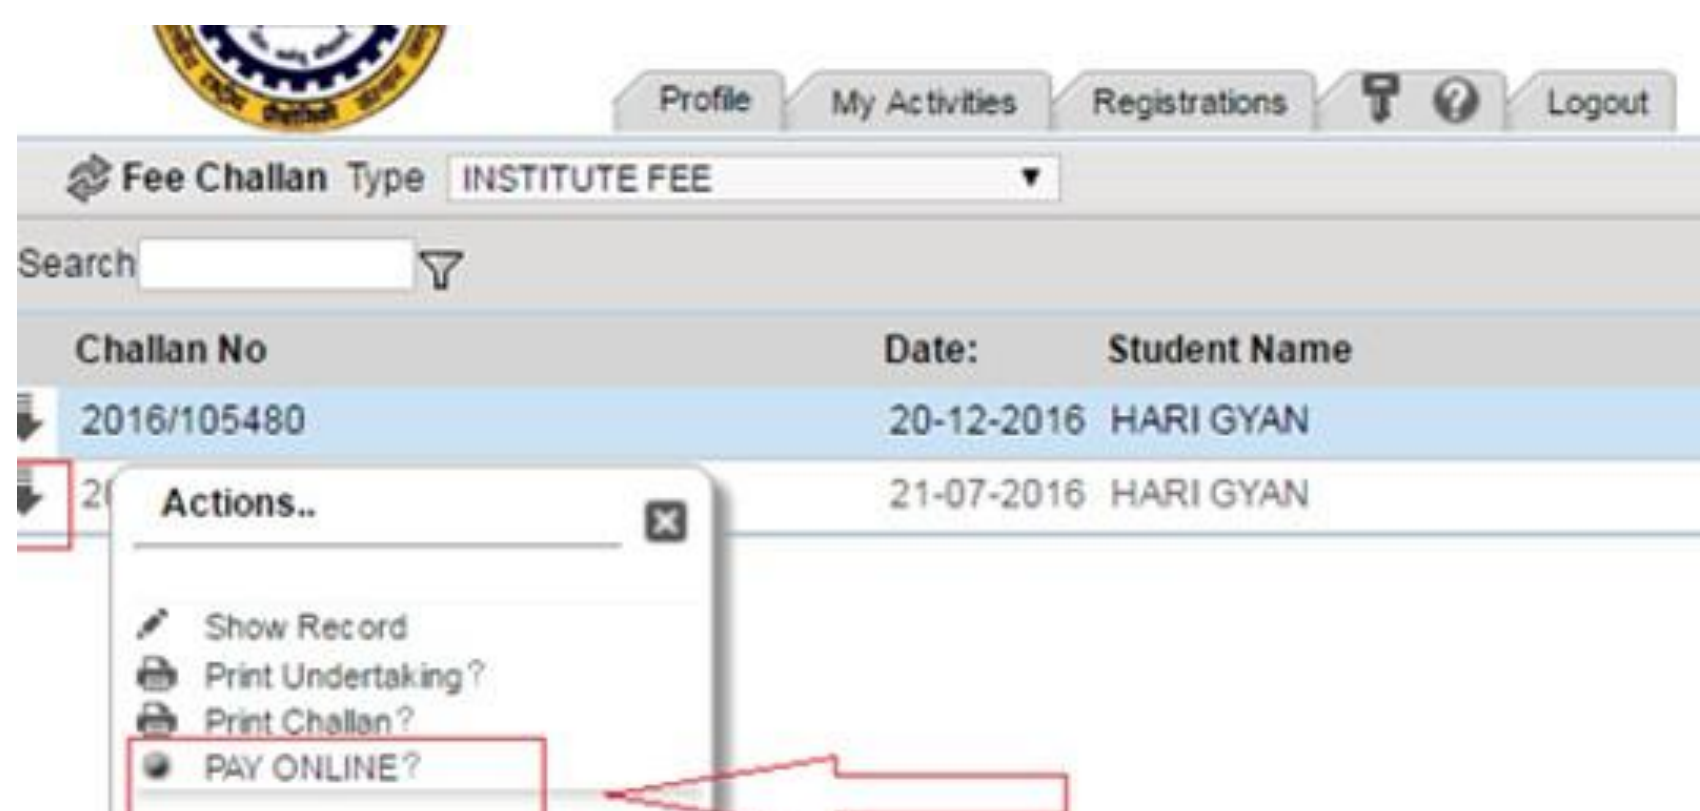 Profile My Activities Registrations ? Logout
Fee Challan Type INSTITUTE FEE
Search
Challan No Date: Student Name
2016/105480 20-12-2016 HARI GYAN
21-07-2016 HARI GYAN
Actions..
Show Record
Print Undertaking?
Print Challan?
PAY ONLINE?